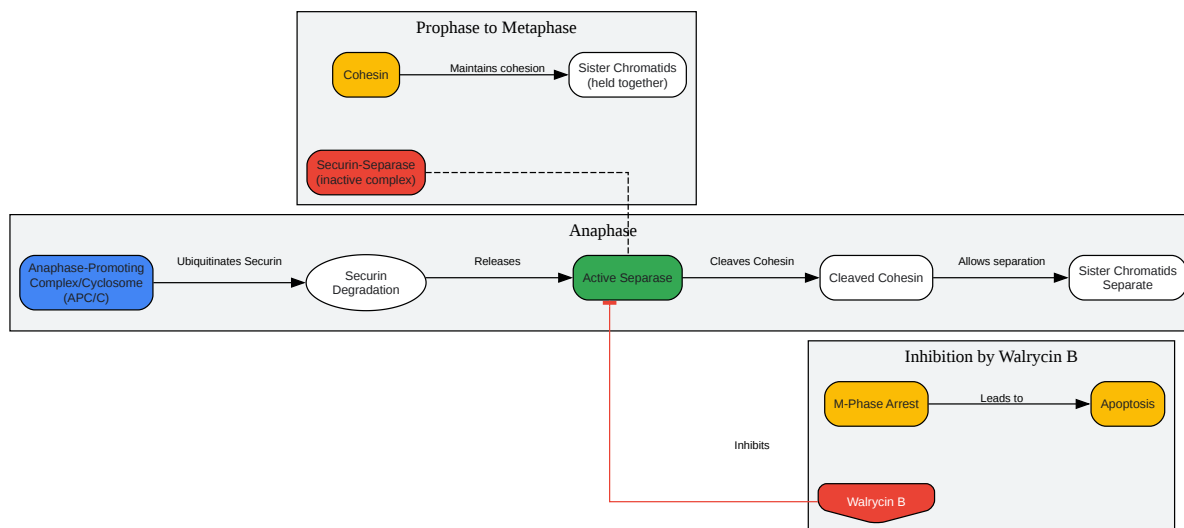 Prophase to Metaphase
Cohesin
Maintains cohesion
Sister Chromatids
(held together)
Securin-Separase
(inactive complex)
Anaphase
Anaphase-Promoting
Complex/Cyclosome
(APC/C)
Ubiquitinates Securin
Securin
Degradation
Releases
Active Separase
Cleaves Cohesin
Cleaved Cohesin
Allows separation
Sister Chromatids
Separate
Inhibition by Walrycin B
M-Phase Arrest
Leads to
Apoptosis
Inhibits
Walrycin B